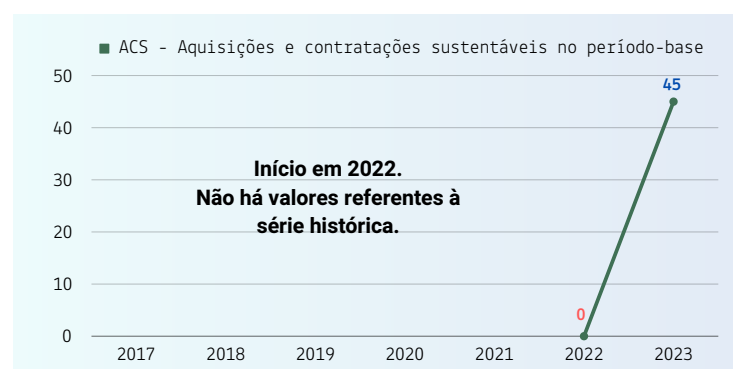 ACS - Aquisições e contratações sustentáveis no período-base
50
45
40
Início em 2022.
30
Não há valores referentes à
série histórica.
20
10
0
0
2017 2018 2019 2020 2021 2022 2023